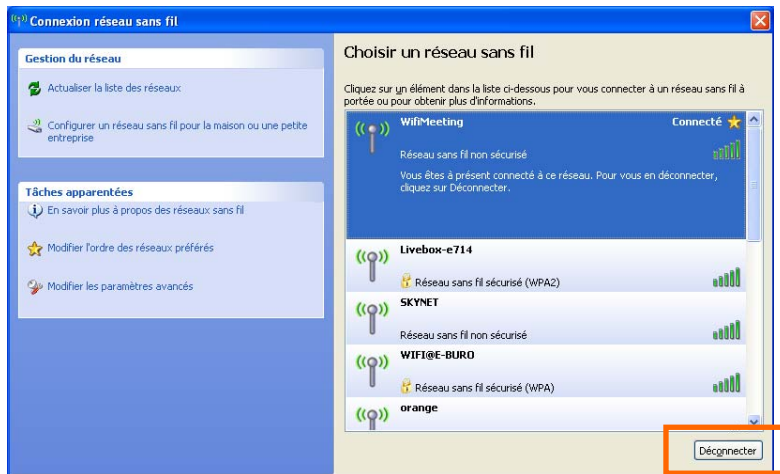 Connexion réseau sans fil
Gestion du réseau
Actualiser la liste des réseaux
Configurer un réseau sans fil pour la maison ou une petite
entreprise
Tâches apparentées
En savoir plus à propos des réseaux sans fil
Modifier l'ordre des réseaux préférés
Modifier les paramètres avancés
Choisir un réseau sans fil
Cliquez sur un élément dans la liste ci-dessous pour vous connecter à un réseau sans fil à
portée ou pour obtenir plus d'informations.
WifiMeeting Connecté
Réseau sans fil non sécurisé
Vous êtes à présent connecté à ce réseau. Pour vous en déconnecter,
cliquez sur Déconnecter.
Livebox-e714
Réseau sans fil sécurisé (WPA2)
SKYNET
Réseau sans fil non sécurisé
WIFI@E-BURO
Réseau sans fil sécurisé (WPA)
orange
Déconnecter